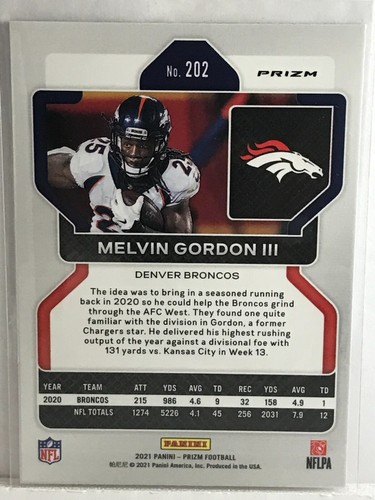 No. 202
PRIZM
25
MELVIN GORDON III
DENVER BRONCOS
The idea was to bring in a seasoned running
back in 2020 so he could help the Broncos grind
through the AFC West. They found one quite
familiar with the division in Gordon, a former
Chargers star. He delivered his highest rushing
output of the year against a divisional foe with
131 yards vs. Kansas City in Week 13.
YEAR TEAM ATT YDS AVG TD REC YDS AVG TD
2020 BRONCOS 215 986 4.6 9 32 158 4.9 1
NFL TOTALS 1274 5226 4.1 45 256 2031 7.9 12
NFL
PANINI
2021 PANINI – PRIZM FOOTBALL
帕尼尼 © 2021 Panini America, Inc. Produced in the USA.
NFLPA